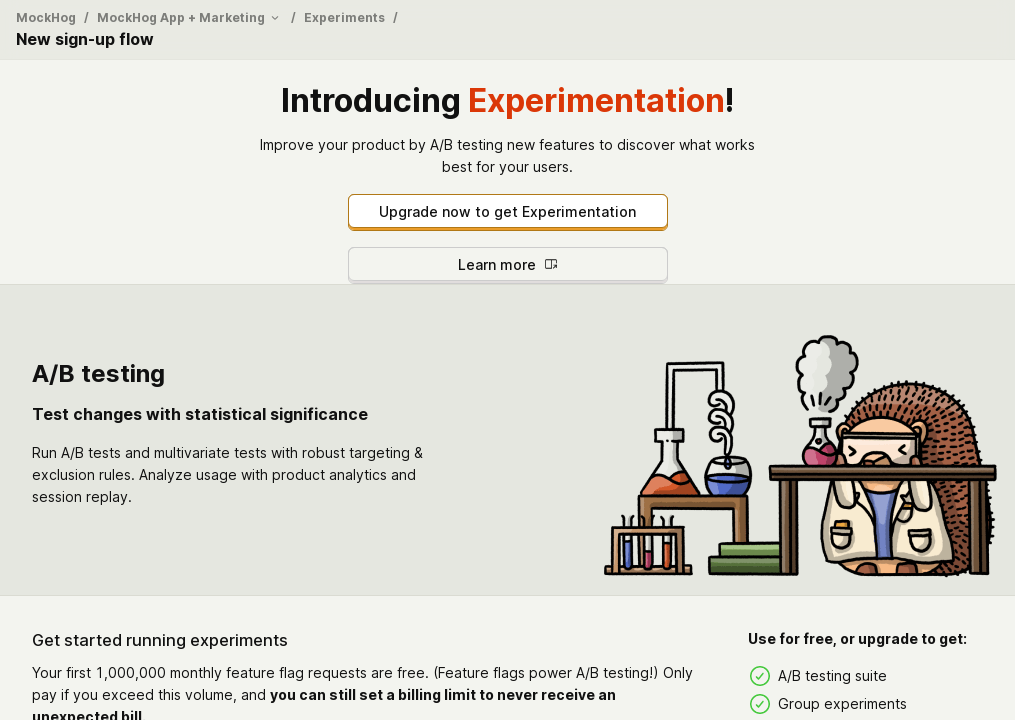 MockHog / MockHog App + Marketing / Experiments /
New sign-up flow
Introducing Experimentation!
Improve your product by A/B testing new features to discover what works
best for your users.
Upgrade now to get Experimentation
Learn more
A/B testing
Test changes with statistical significance
Run A/B tests and multivariate tests with robust targeting &
exclusion rules. Analyze usage with product analytics and
session replay.
Get started running experiments
Your first 1,000,000 monthly feature flag requests are free. (Feature flags power A/B testing!) Only
pay if you exceed this volume, and you can still set a billing limit to never receive an
unexpected bill
Use for free, or upgrade to get:
A/B testing suite
Group experiments